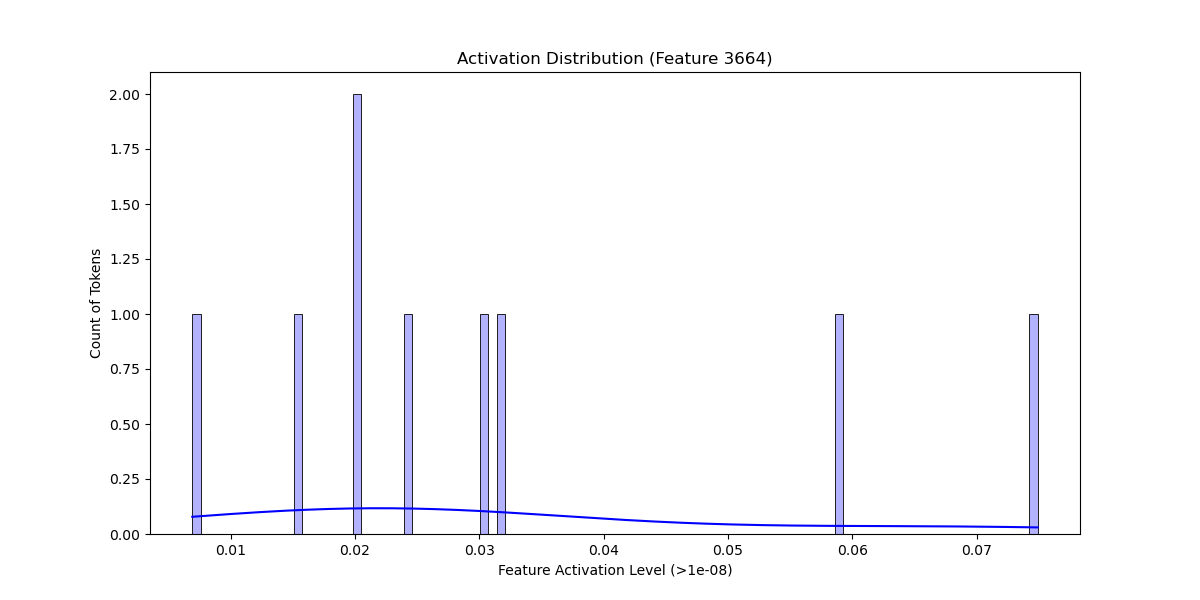 Activation Distribution (Feature 3664)
2.00
1.75
1.50
1.25
1.00
0.75
0.50
0.25
0.00
Count of Tokens
0.01 0.02 0.03 0.04 0.05 0.06 0.07
Feature Activation Level (>1e-08)